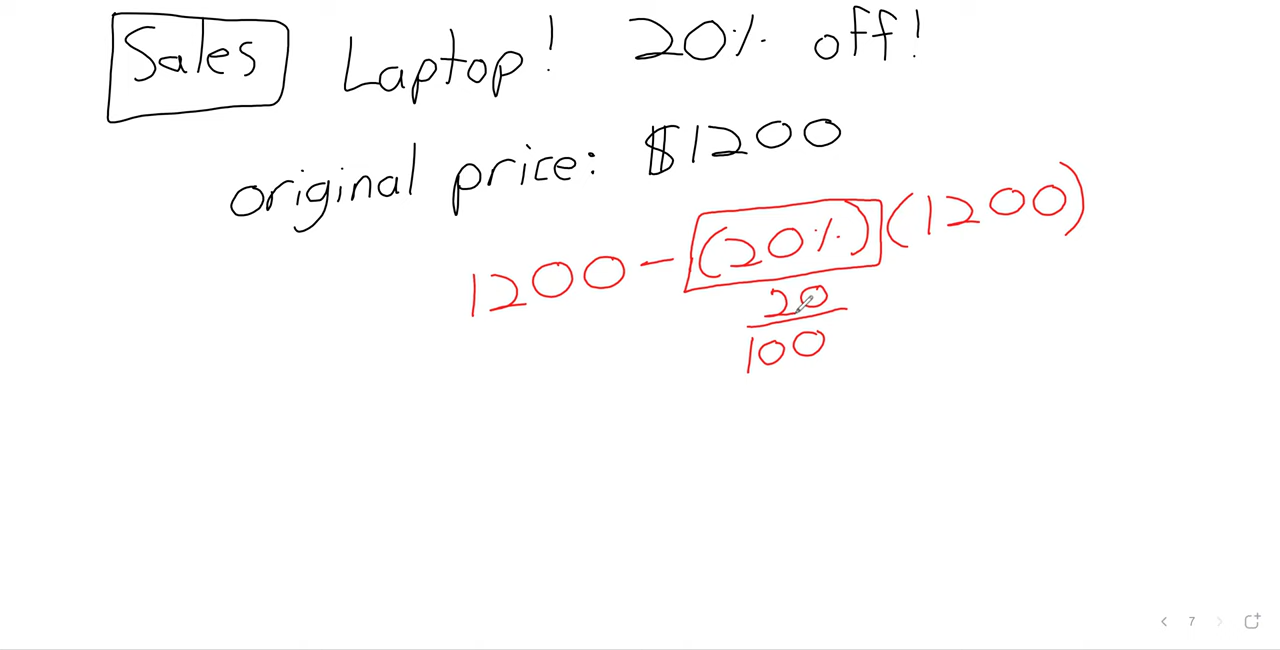 Sales Laptop! 20% off!
original price: $1200
1200 - (20%)(1200)
20
100
7